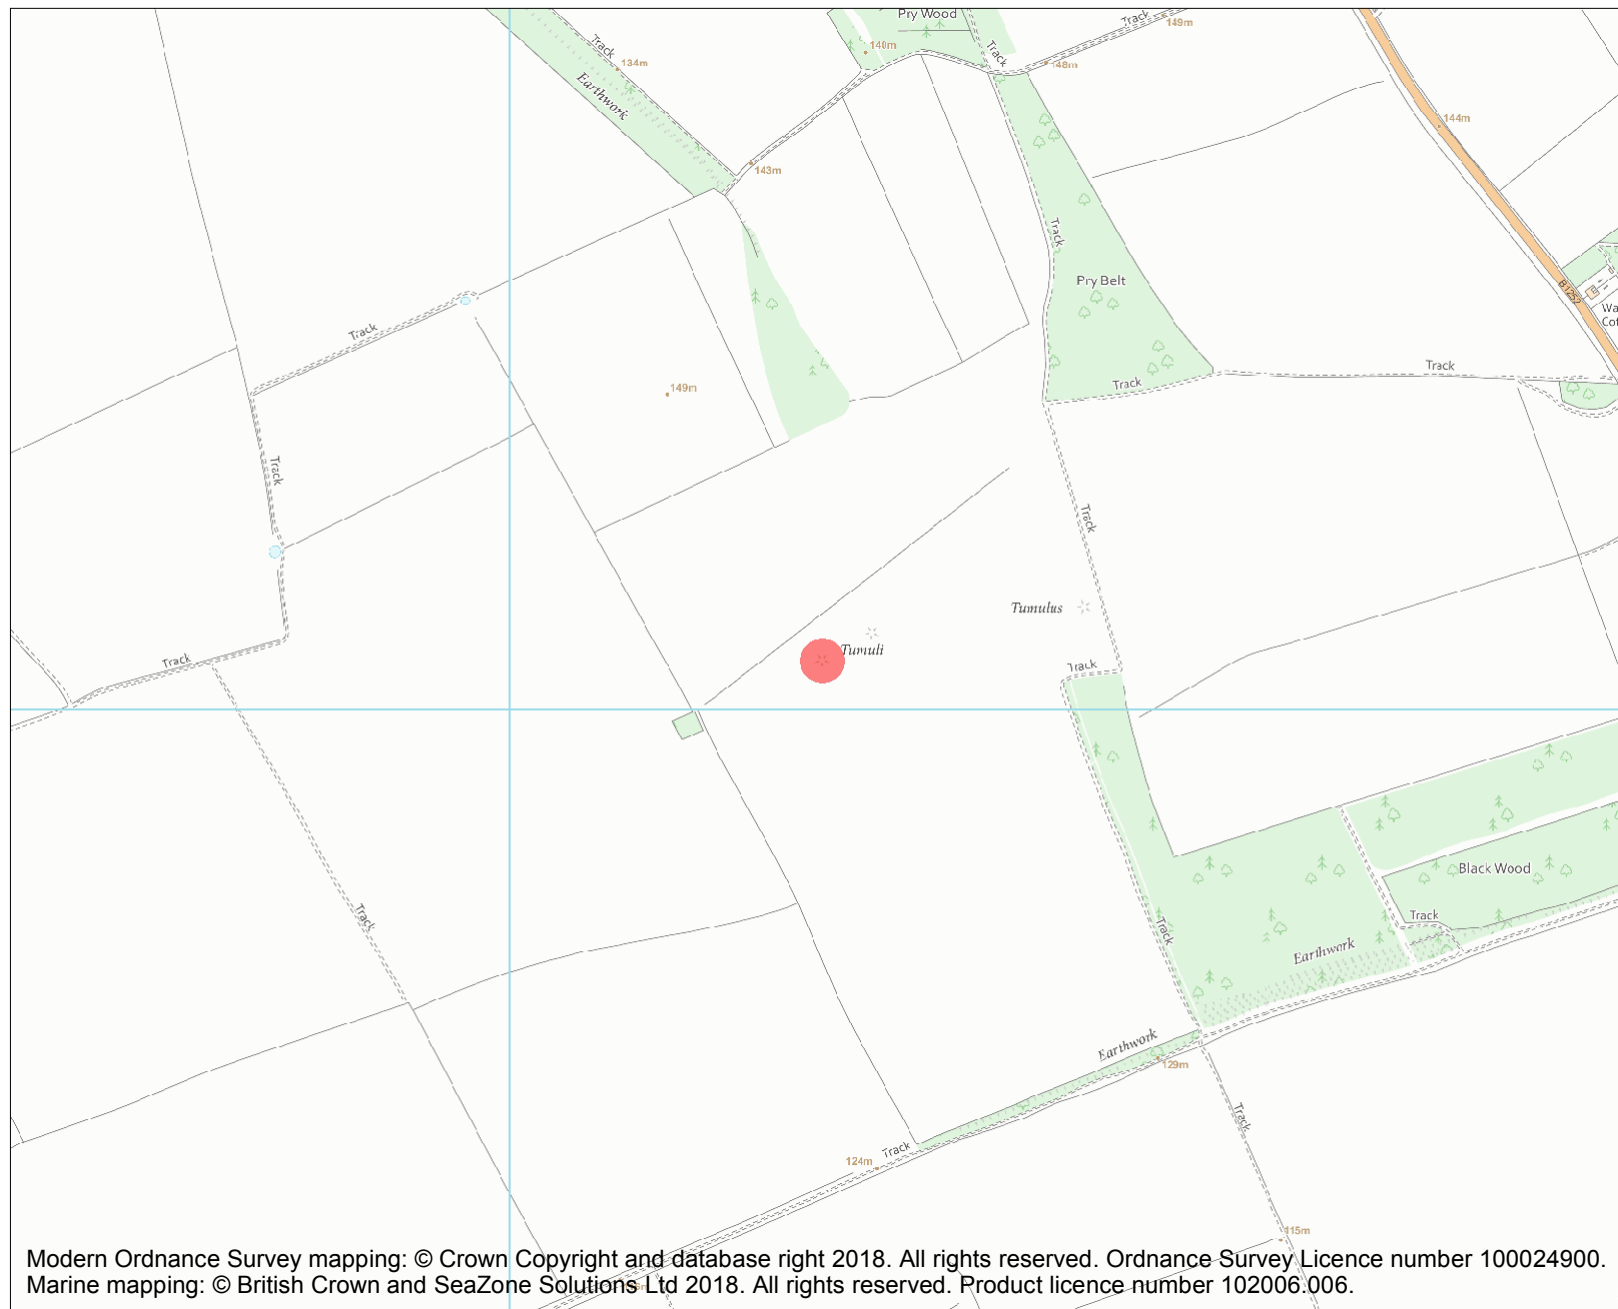 Pry Wood
Track
149m
Track
134m
140m
Track
148m
Earthwork
144m
143m
Track
Pry Belt
B1252
Track
Track
Track
149m
Track
Track
Tumulus
Tumuli
Track
Track
Black Wood
Track
Track
Track
Earthwork
Earthwork
129m
Track
Track
124m
115m
Modern Ordnance Survey mapping: © Crown Copyright and database right 2018. All rights reserved. Ordnance Survey Licence number 100024900.
Marine mapping: © British Crown and SeaZone Solutions Ltd 2018. All rights reserved. Product licence number 102006.006.